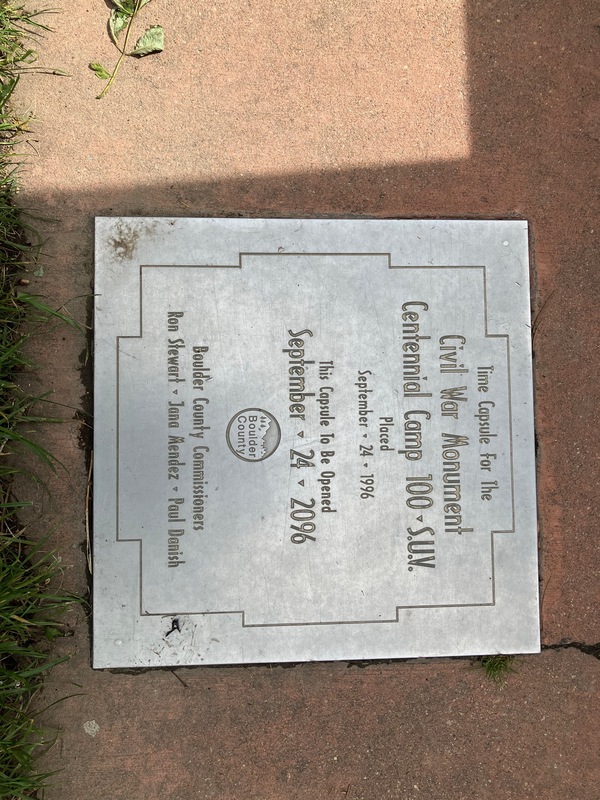 Time Capsule For The
Civil War Monument
Centennial Camp 100 ▾ S.U.V.
Placed
September ▾ 24 ▾ 1996
This Capsule To Be Opened
September ▾ 24 ▾ 2096
Boulder
County
Boulder County Commissioners
Ron Stewart ▾ Jana Mendez ▾ Paul Danish